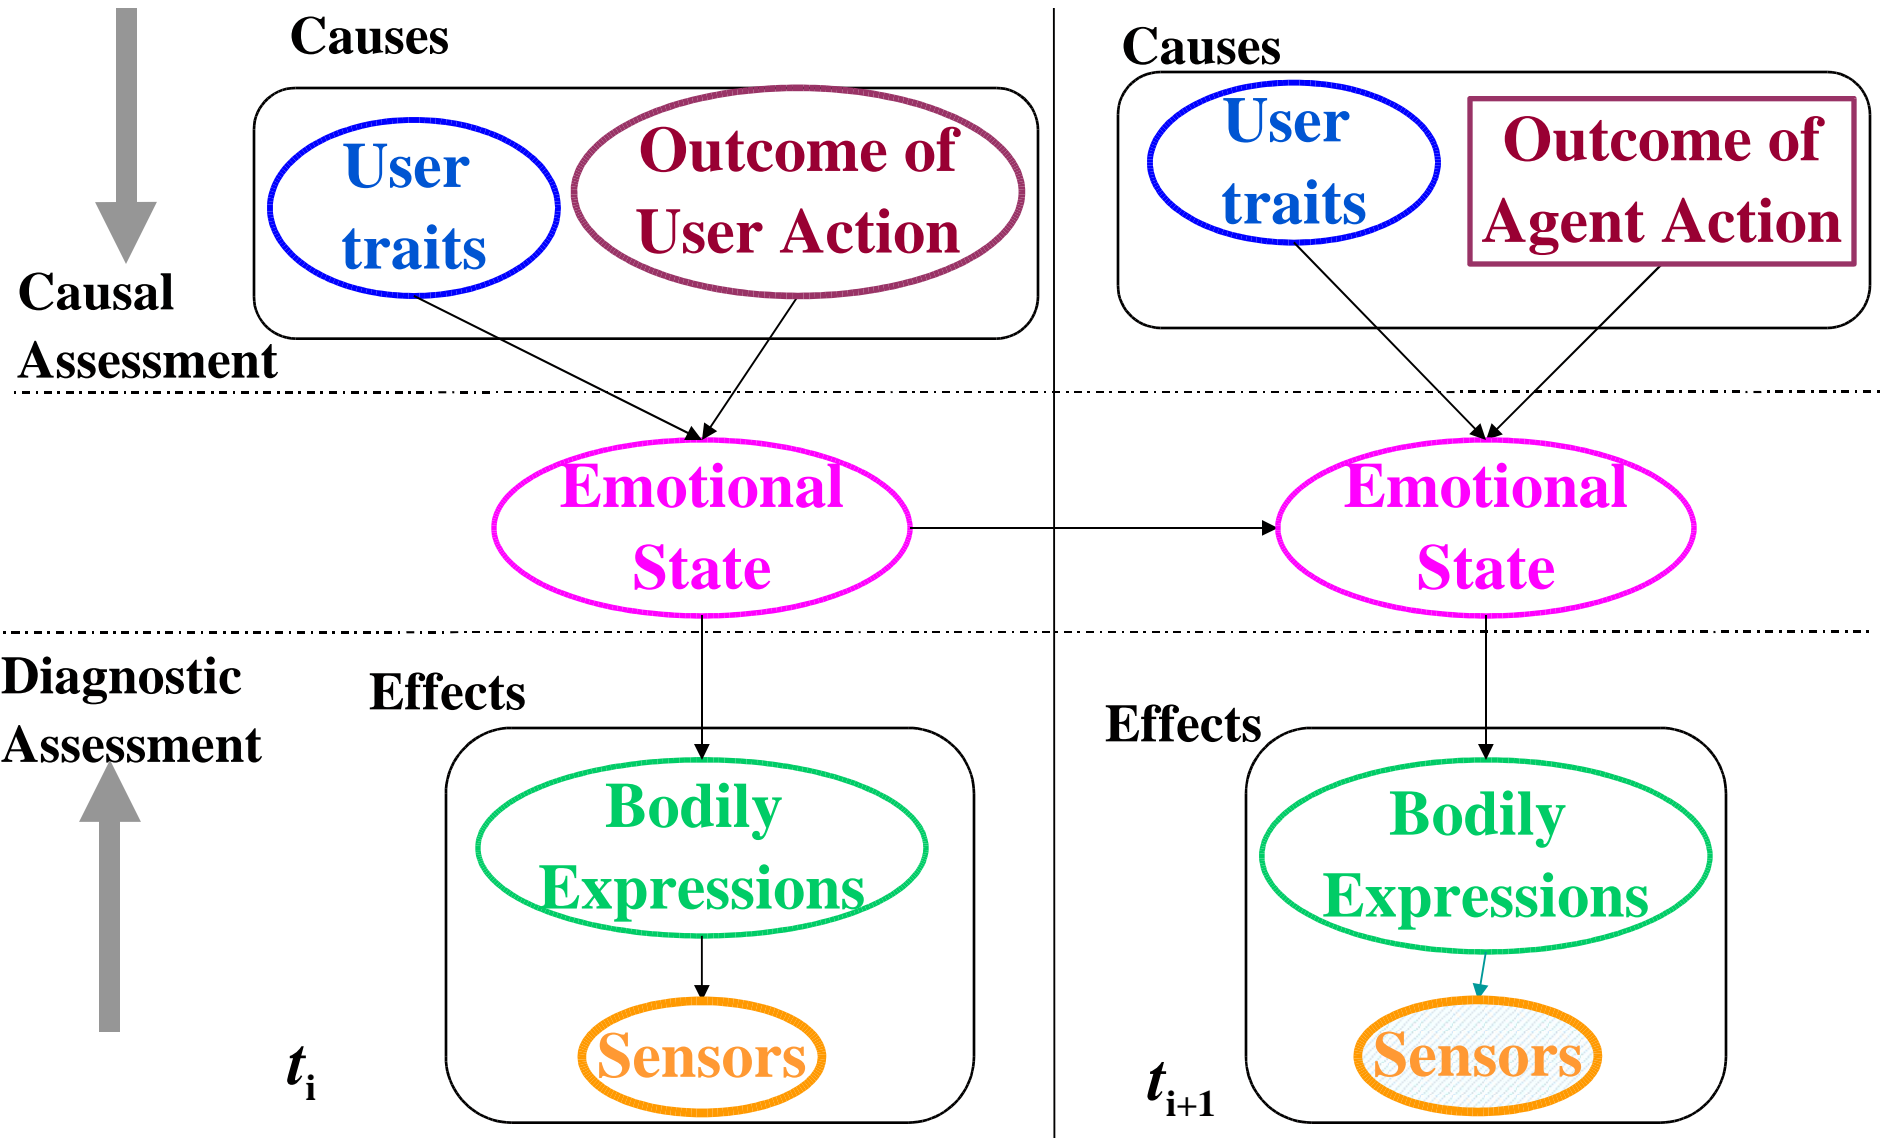 Causes
User
traits
Outcome of
User Action
Causal
Assessment
Emotional
State
Diagnostic
Assessment
Effects
Bodily
Expressions
Sensors
ti
Causes
User
traits
Outcome of
Agent Action
Emotional
State
Effects
Bodily
Expressions
Sensors
ti+1